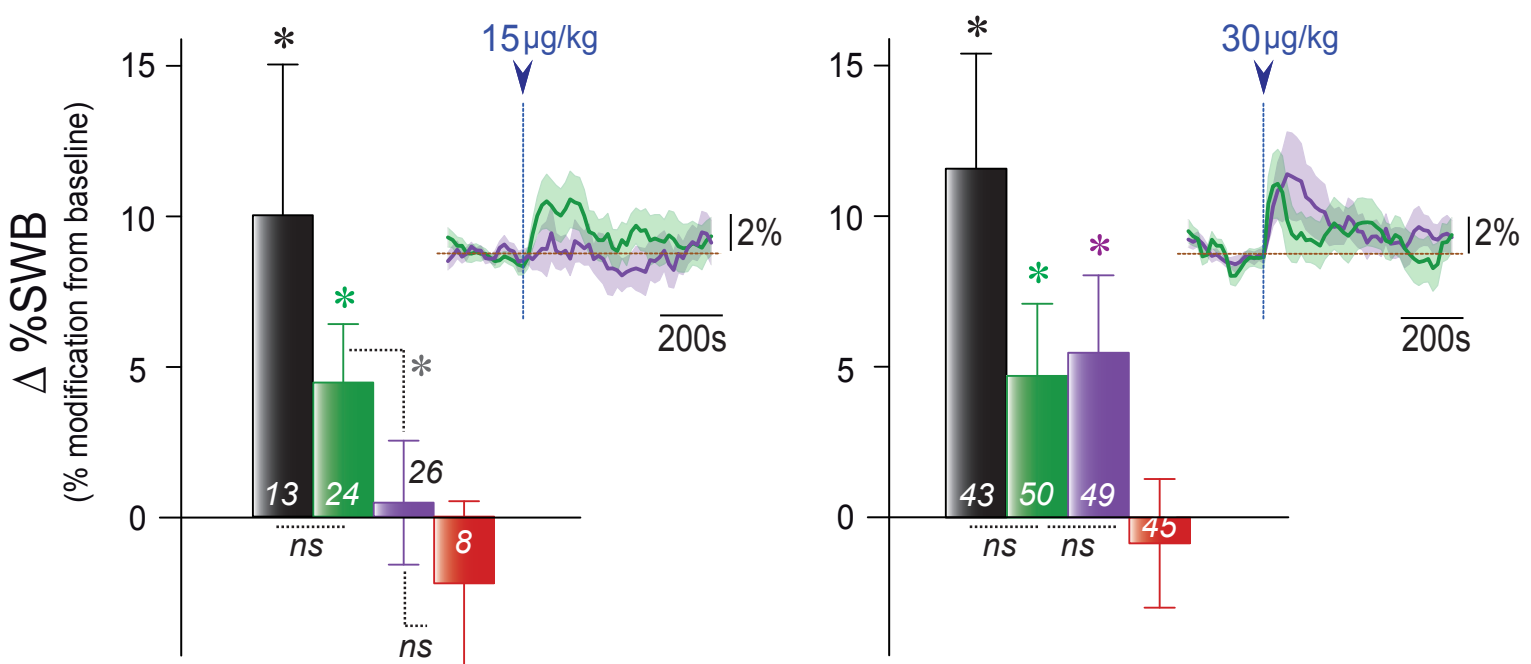 Δ %SWB
(% modification from baseline)
15
10
5
0
*
*
*
13
24
26
8
ns
ns
15µg/kg
2%
200s
15
10
5
0
*
*
*
43
50
49
45
ns
ns
30µg/kg
2%
200s